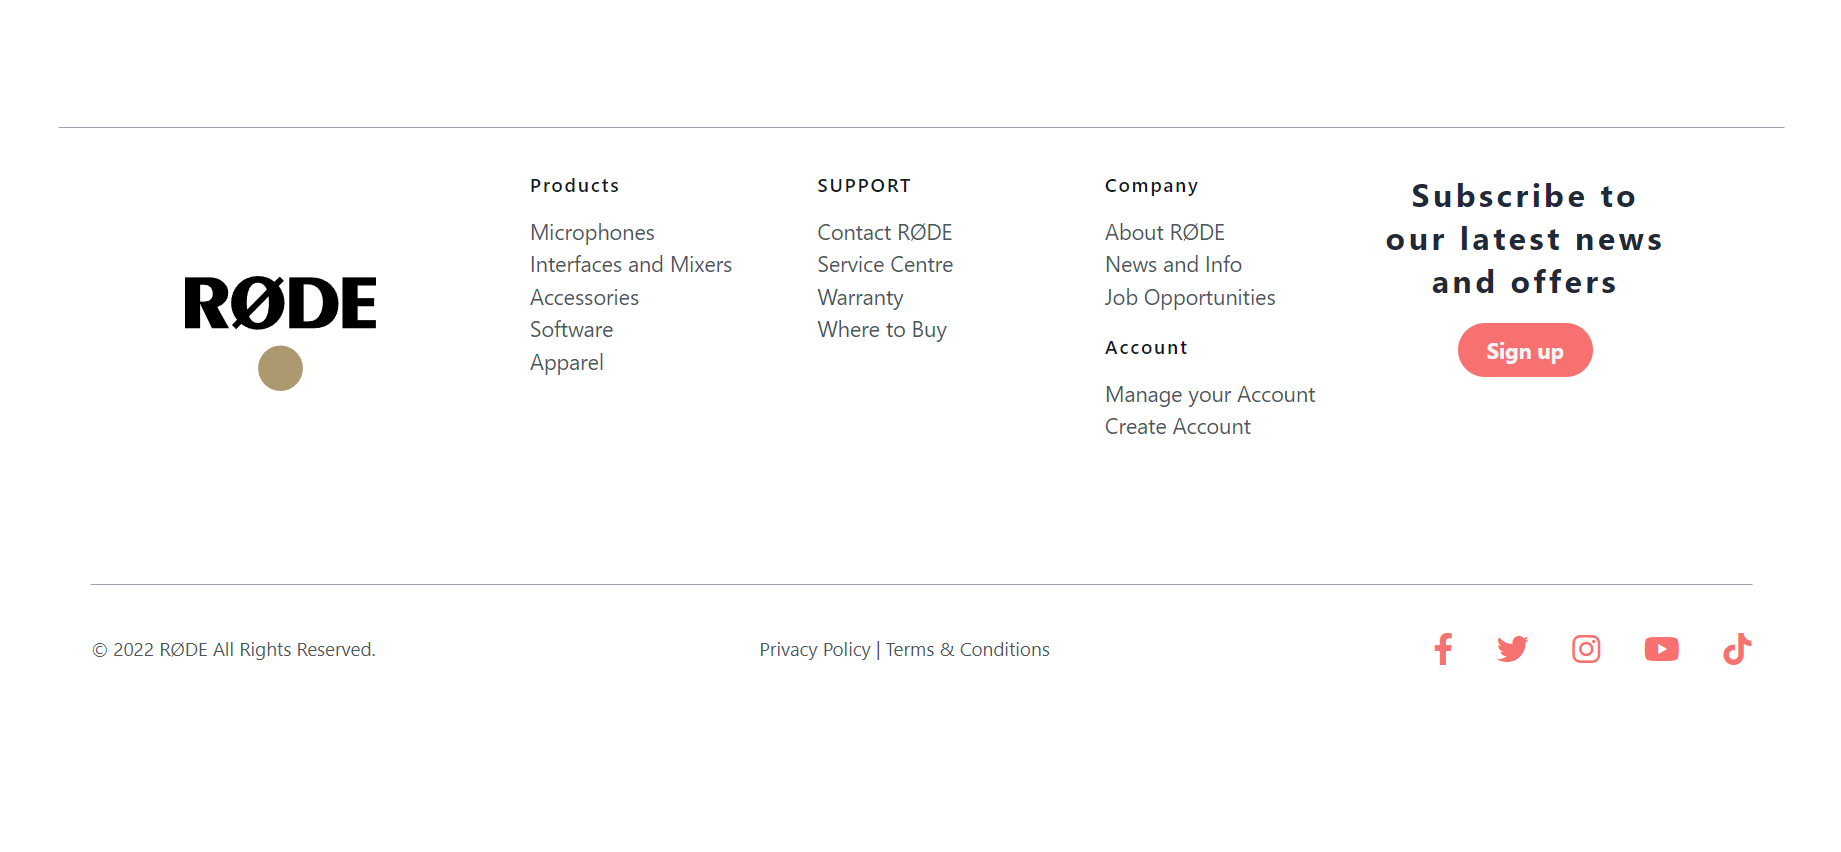 RØDE
Products
Microphones
Interfaces and Mixers
Accessories
Software
Apparel
SUPPORT
Contact RØDE
Service Centre
Warranty
Where to Buy
Company
About RØDE
News and Info
Job Opportunities
Account
Manage your Account
Create Account
Subscribe to
our latest news
and offers
Sign up
© 2022 RØDE All Rights Reserved.
Privacy Policy | Terms & Conditions